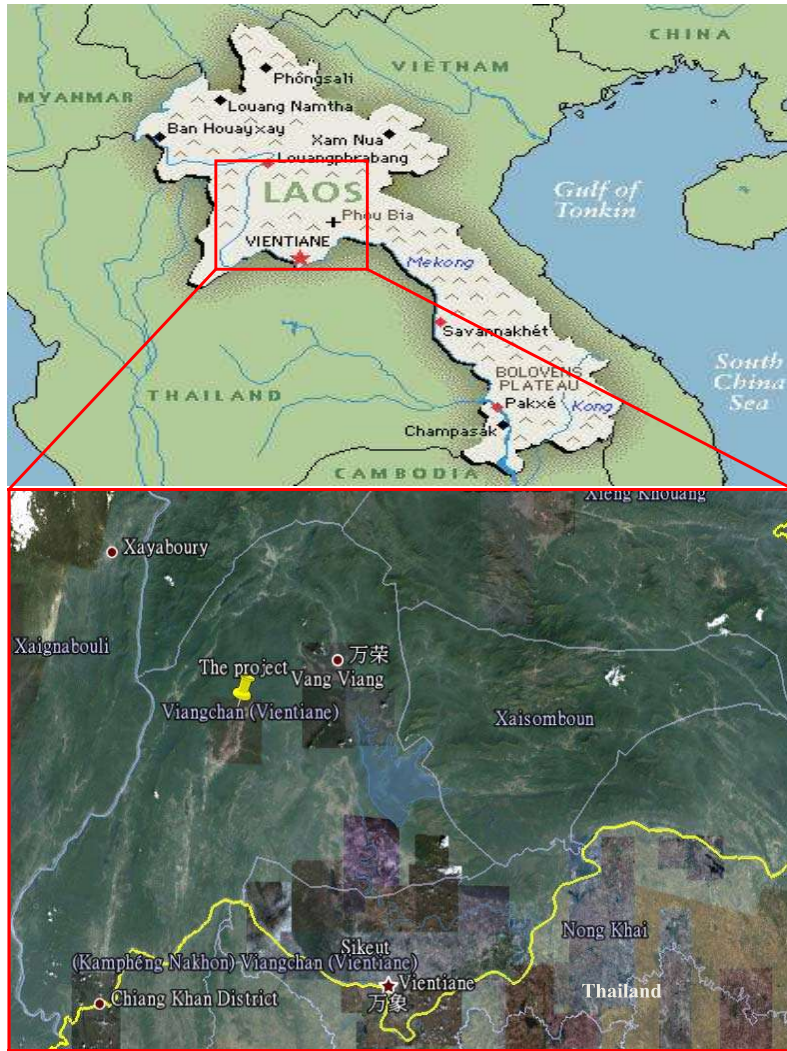 CHINA
Phôngsali
VIETNAM
MYANMAR
Louang Namtha
Ban Houayxay
Xam Nua
Louangphrabang
LAOS
Gulf of
Tonkin
Phou Bia
VIENTIANE
Mekong
Savannakhét
South
China
Sea
BOLOVENS
PLATEAU
THAILAND
Pakxé
Kong
Champasak
CAMBODIA
Xieng Khouang
Xayaboury
Xaignabouli
万荣
The project
Vang Viang
Viangchan (Vientiane)
Xaisomboun
Nong Khai
Sikeut
(Kamphéng Nakhon) Viangchan (Vientiane)
Vientiane
Thailand
Chiang Khan District
万象